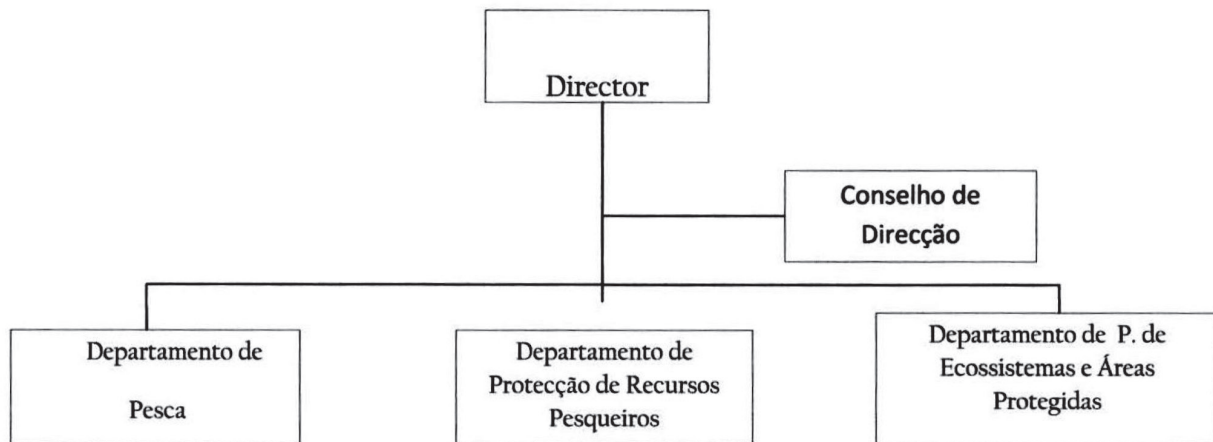 Director
Conselho de
Direcção
Departamento de
Pesca
Departamento de
Protecção de Recursos
Pesqueiros
Departamento de P. de
Ecossistemas e Áreas
Protegidas